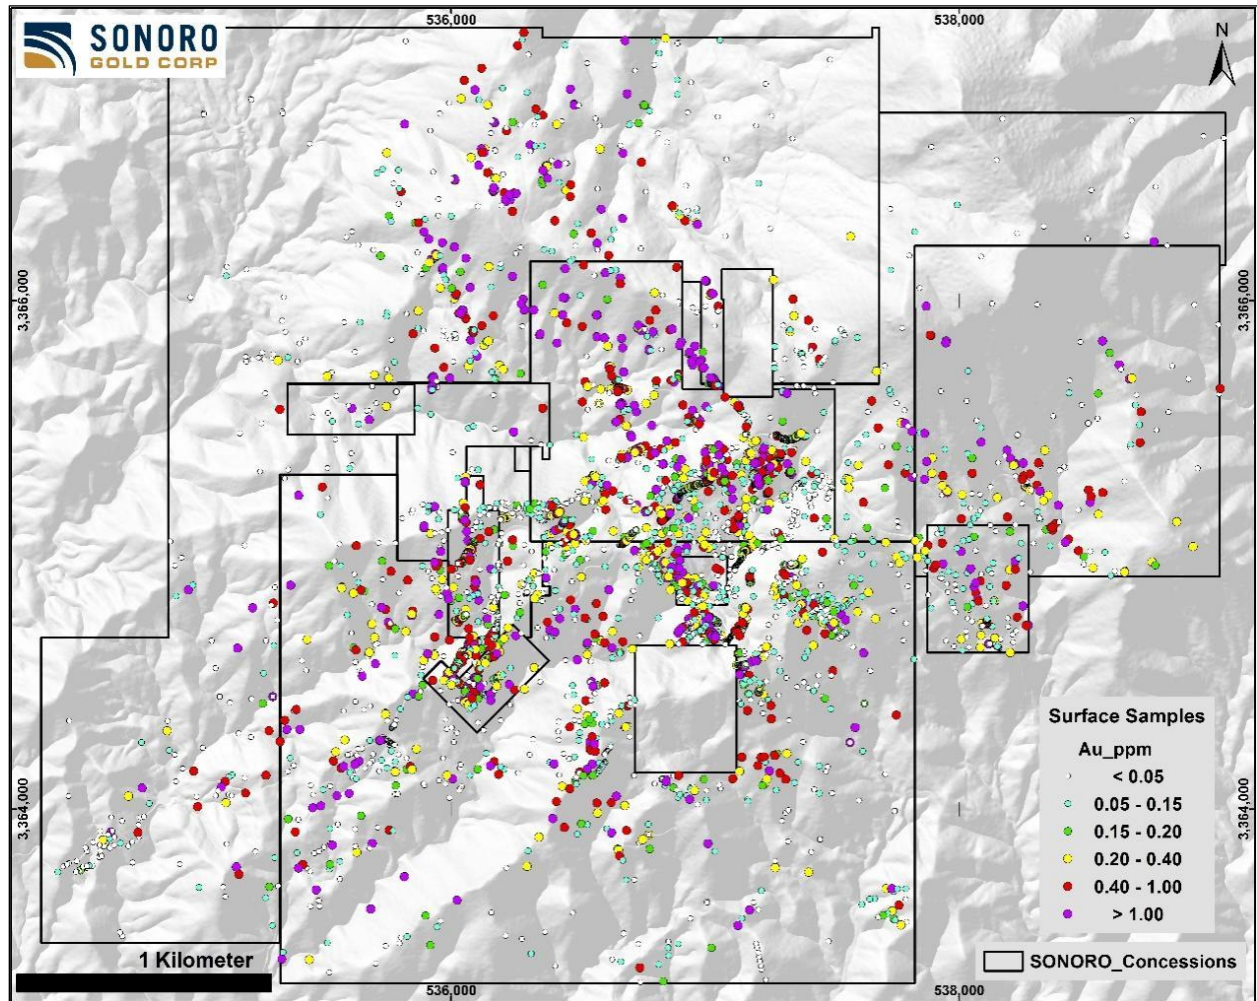 536,000
538,000
SONORO
GOLD CORP
N
3,366,000
3,366,000
Surface Samples
Au_ppm
< 0.05
0.05 - 0.15
0.15 - 0.20
0.20 - 0.40
0.40 - 1.00
> 1.00
3,364,000
3,364,000
1 Kilometer
SONORO_Concessions
536,000
538,000